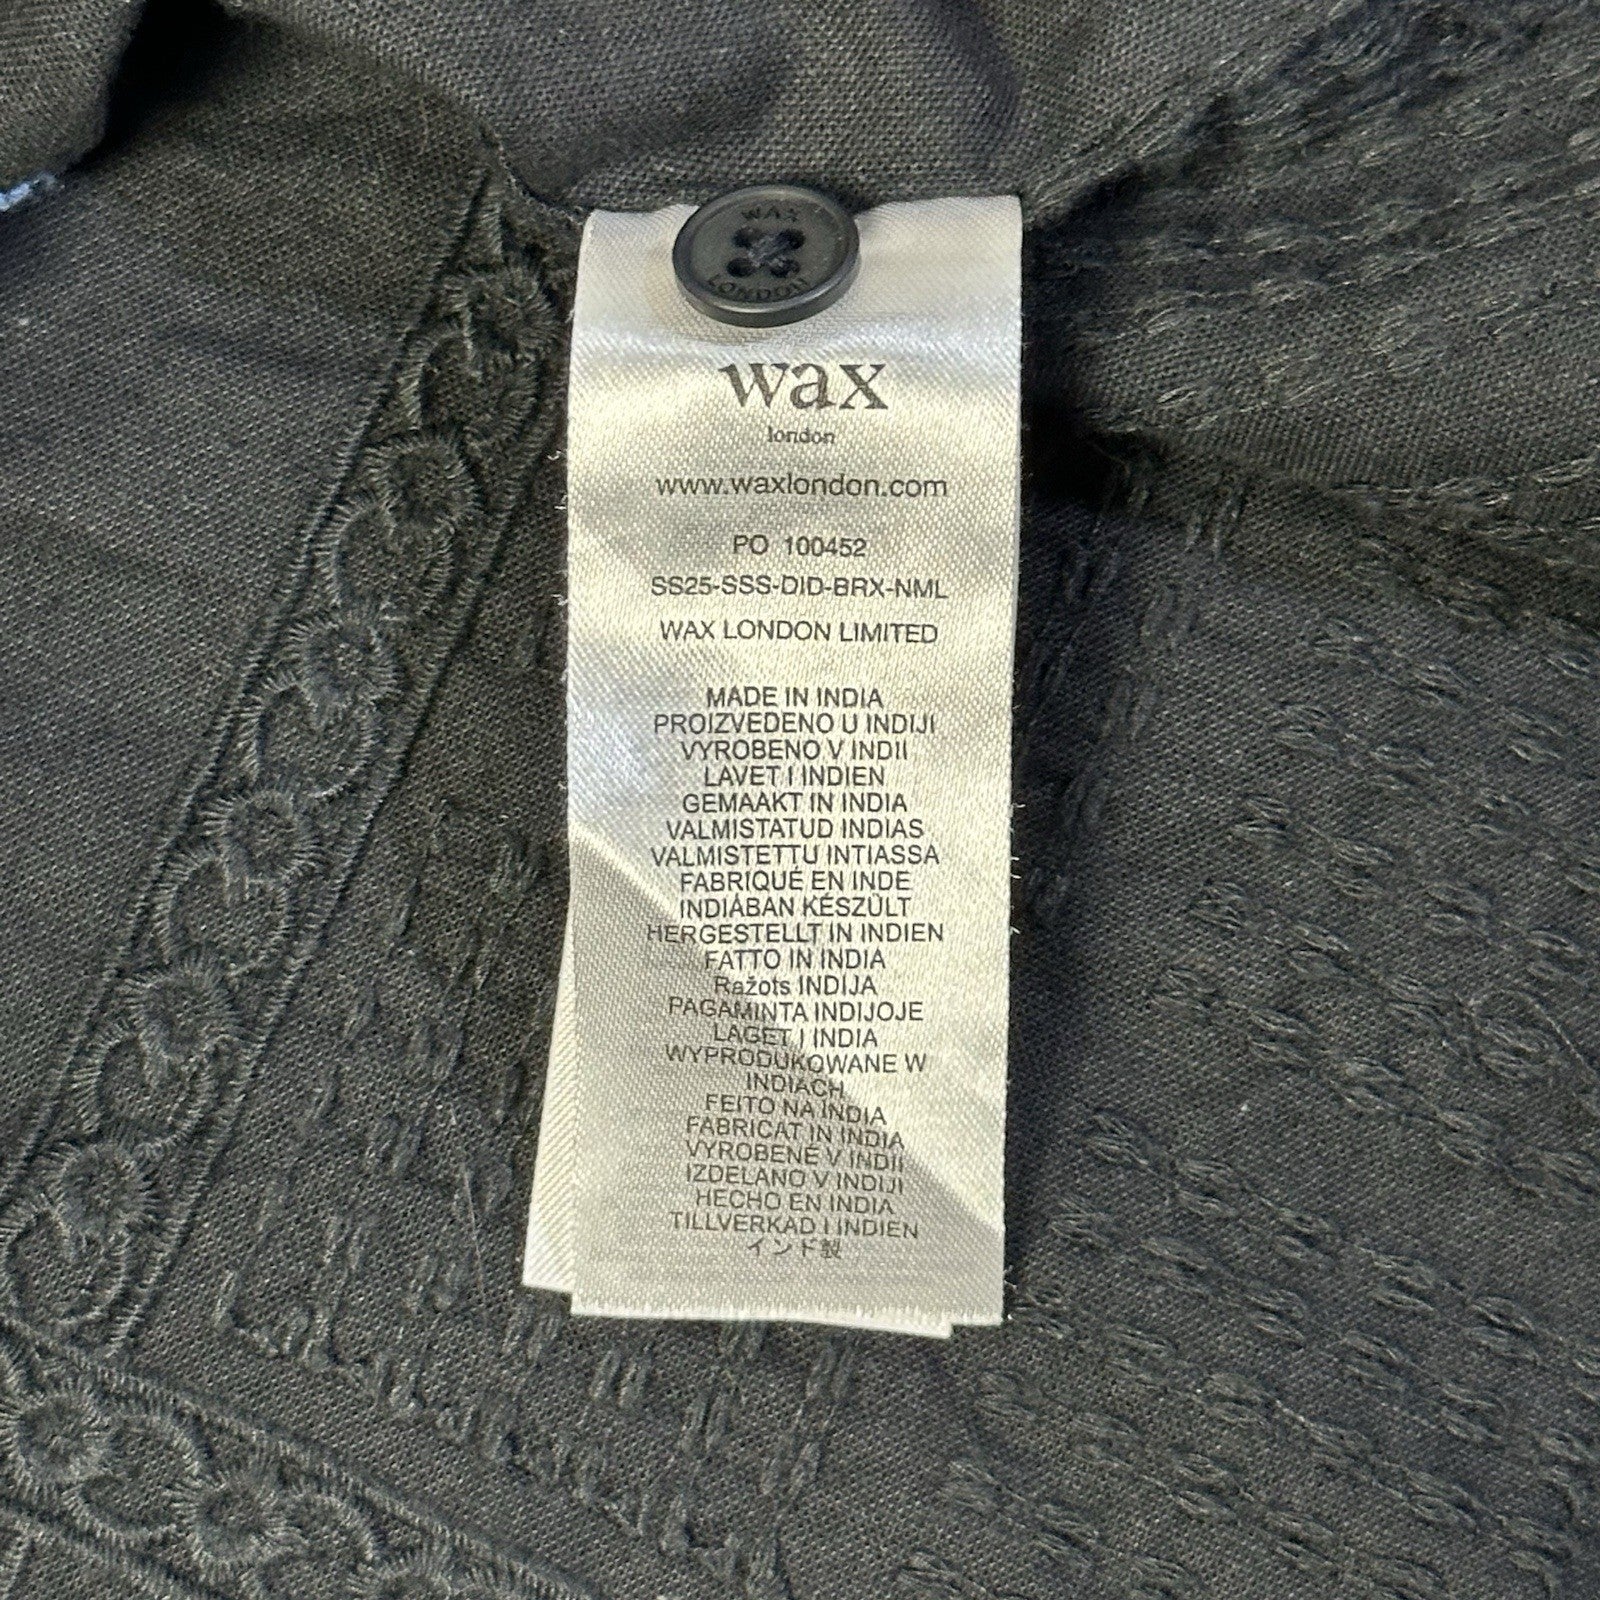 WAX
LONDON
wax
london
www.waxlondon.com
PO 100452
SS25-SSS-DID-BRX-NML
WAX LONDON LIMITED
MADE IN INDIA
PROIZVEDENO U INDIJI
VYROBENO V INDII
LAVET I INDIEN
GEMAAKT IN INDIA
VALMISTATUD INDIAS
VALMISTETTU INTIASSA
FABRIQUÉ EN INDE
INDIÁBAN KÉSZÜLT
HERGESTELLT IN INDIEN
FATTO IN INDIA
Ražots INDIJA
PAGAMINTA INDIJOJE
LAGET I INDIA
WYPRODUKOWANE W
INDIACH
FEITO NA INDIA
FABRICAT IN INDIA
VYROBENÉ V INDII
IZDELANO V INDIJI
HECHO EN INDIA
TILLVERKAD I INDIEN
インド製